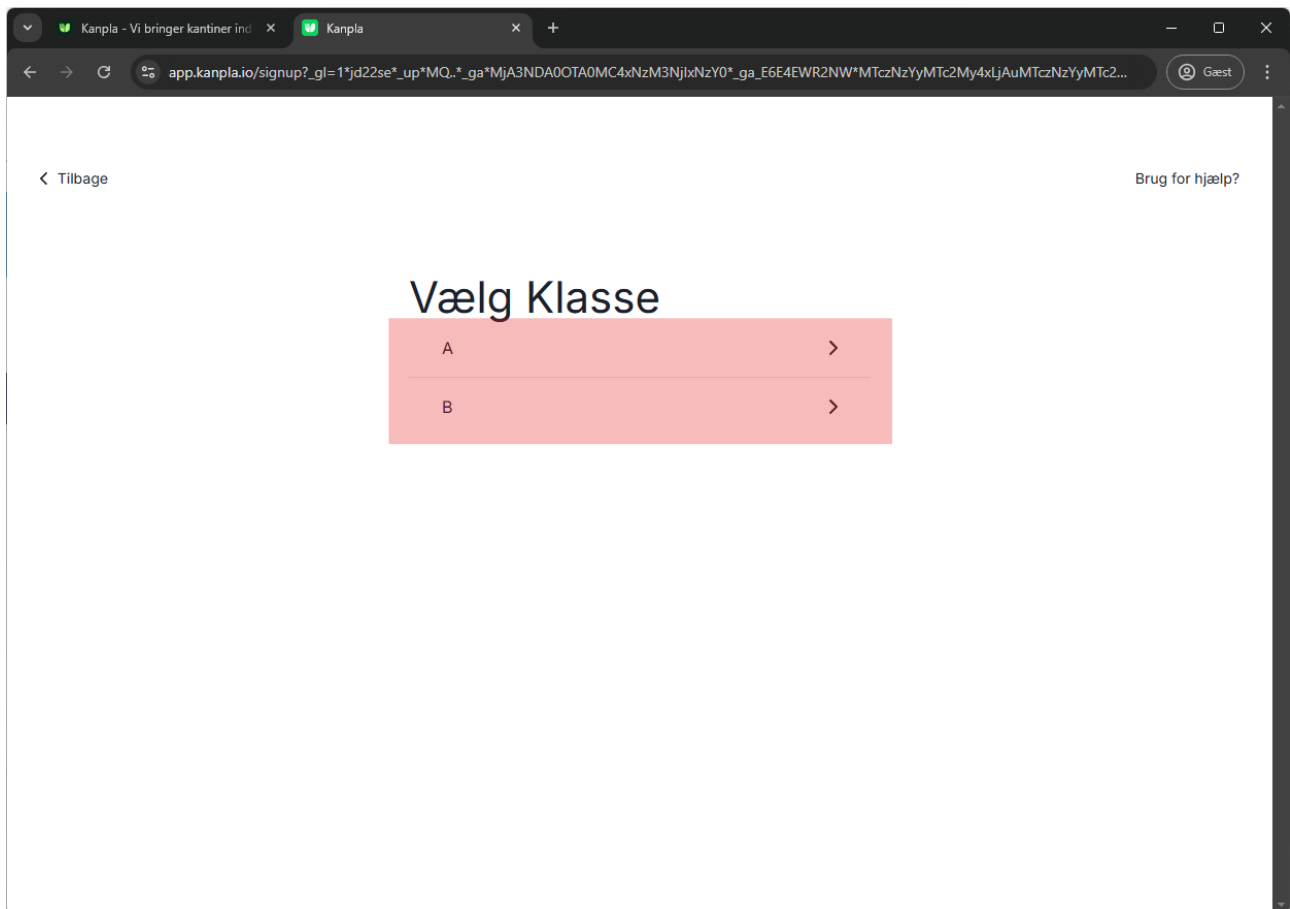 Kanpla - Vi bringer kantiner ind
Kanpla
app.kanpla.io/signup?_gl=1*jd22se*_up*MQ..*_ga*MjA3NDA0OTA0MC4xNzM3NjIxNzY0*_ga_E6E4EWR2NW*MTczNzYyMTc2My4xLjAuMTczNzYyMTc2...
Gæst
Tilbage
Brug for hjælp?
Vælg Klasse
A
B